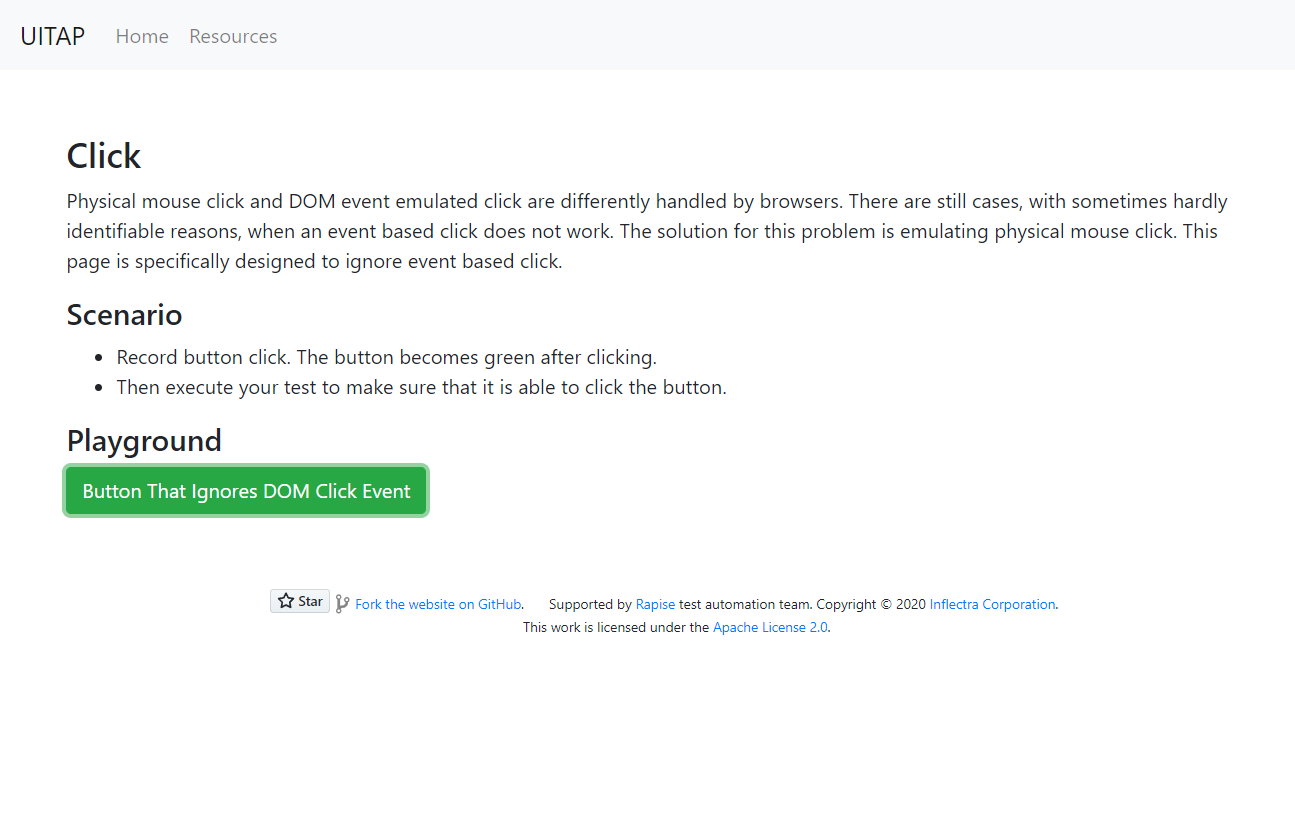 UITAP Home Resources
Click
Physical mouse click and DOM event emulated click are differently handled by browsers. There are still cases, with sometimes hardly
identifiable reasons, when an event based click does not work. The solution for this problem is emulating physical mouse click. This
page is specifically designed to ignore event based click.
Scenario
Record button click. The button becomes green after clicking.
Then execute your test to make sure that it is able to click the button.
Playground
Button That Ignores DOM Click Event
Star Fork the website on GitHub. Supported by Rapise test automation team. Copyright © 2020 Inflectra Corporation.
This work is licensed under the Apache License 2.0.